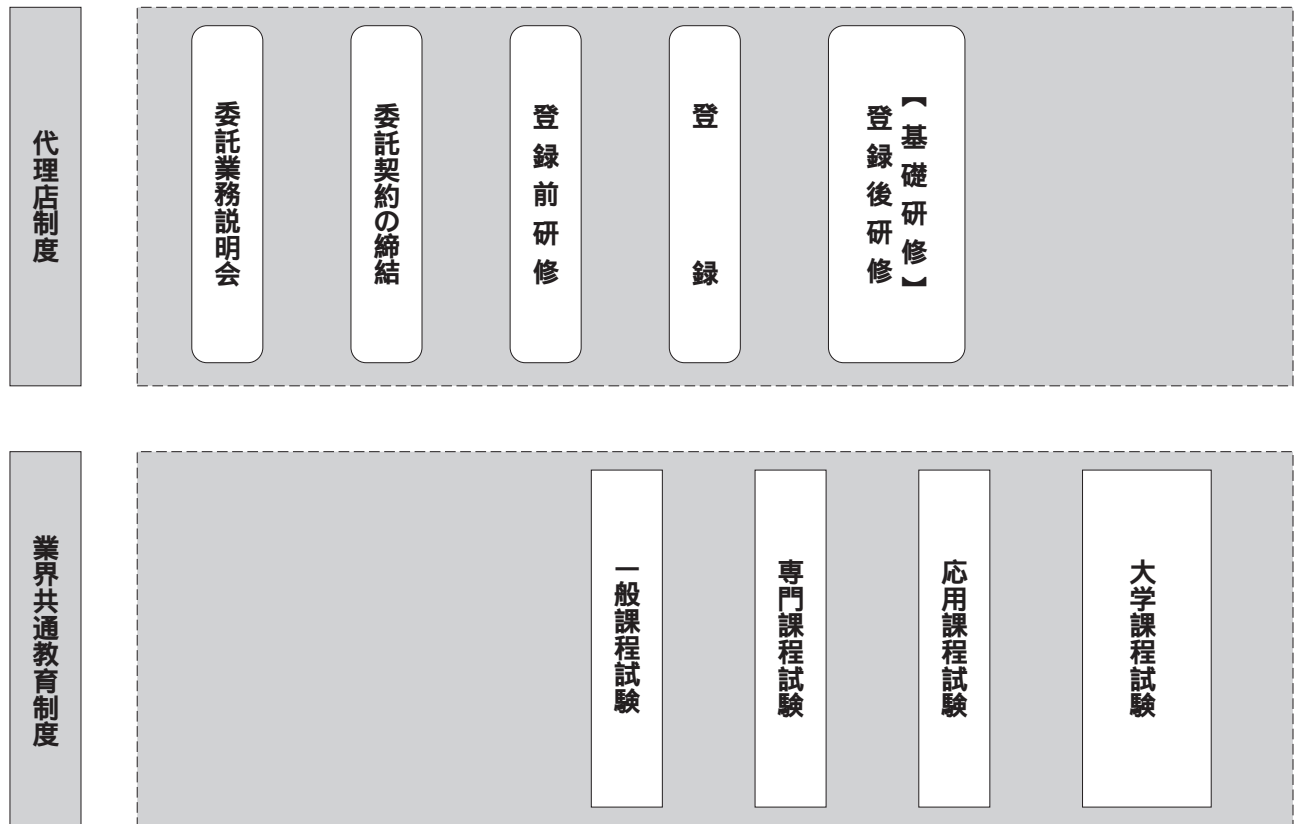 代理店制度
委託業務説明会
委託契約の締結
登録前研修
登録
【基礎研修】
登録後研修
業界共通教育制度
一般課程試験
専門課程試験
応用課程試験
大学課程試験